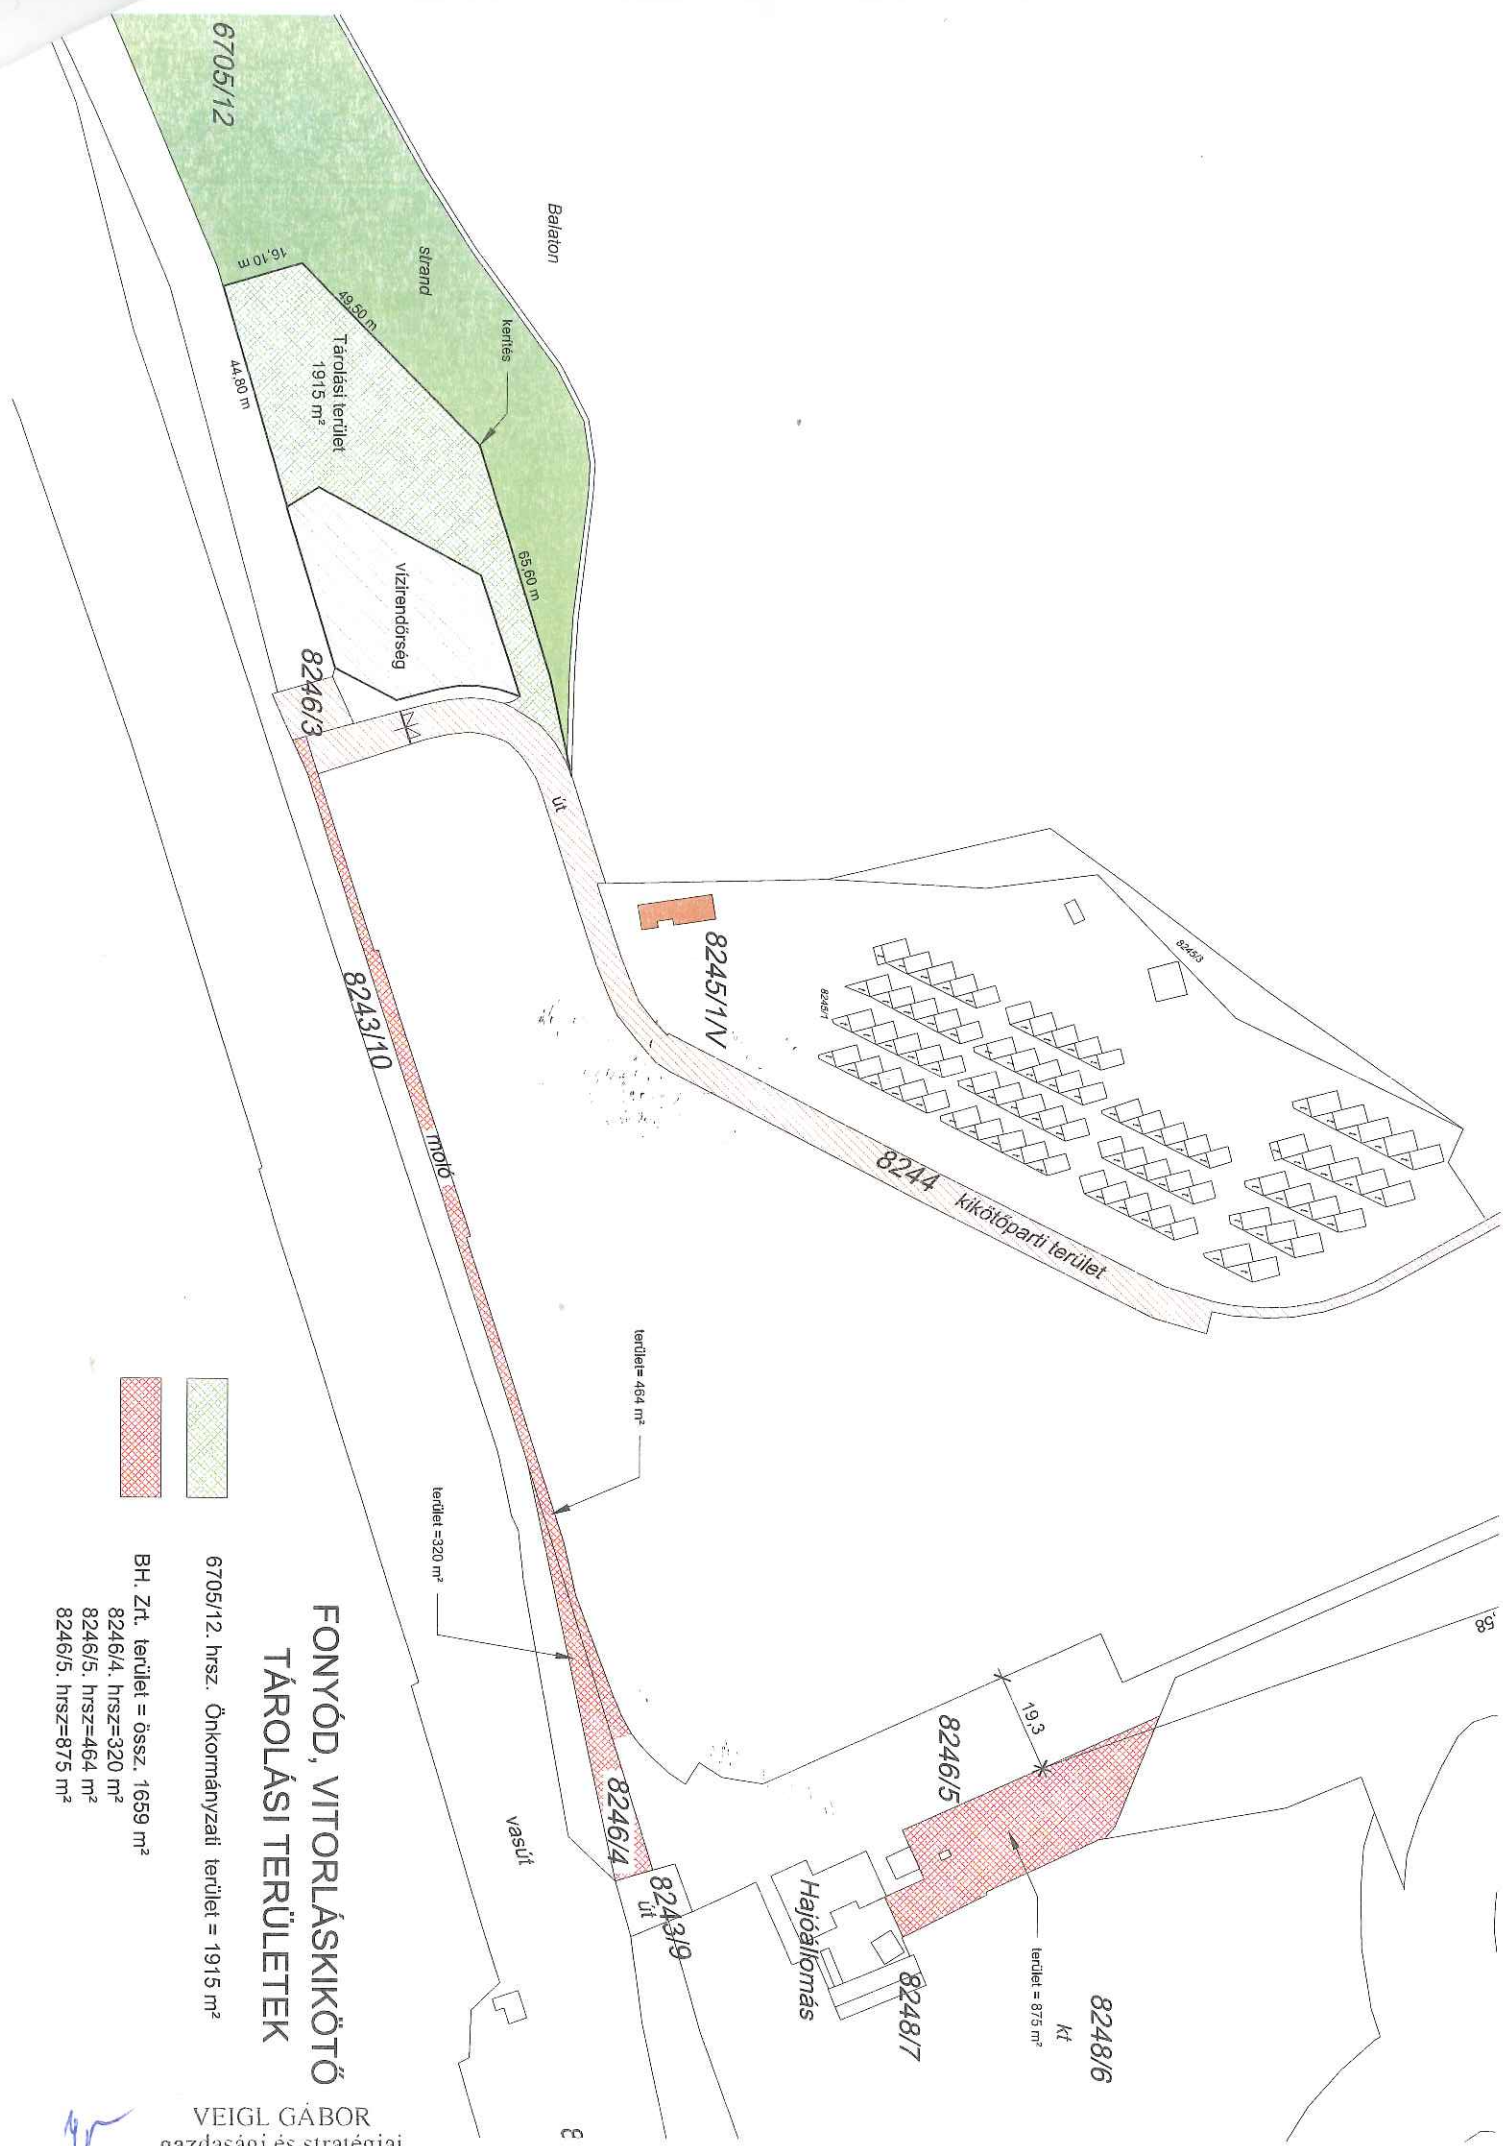 6705/12
Balaton
strand
kerítés
16,10 m
49,50 m
Tárolási terület
1915 m²
44,80 m
65,60 m
vízirendőrség
8246/3
út
8245/1/V
8245/3
8245/1
8243/10
móló
8244 kikötőparti terület
terület= 464 m²
terület =320 m²
19,3
8246/5
8246/4
8243/9
út
vasút
Hajóállomás
8248/7
terület = 875 m²
8248/6
kt
FONYÓD, VITORLÁSKIKÖTŐ
TÁROLÁSI TERÜLETEK
6705/12. hrsz. Önkormányzati terület = 1915 m²
BH. Zrt. terület = össz. 1659 m²
8246/4. hrsz=320 m²
8246/5. hrsz=464 m²
8246/5. hrsz=875 m²
VEIGL GÁBOR
gazdasági és stratégiai